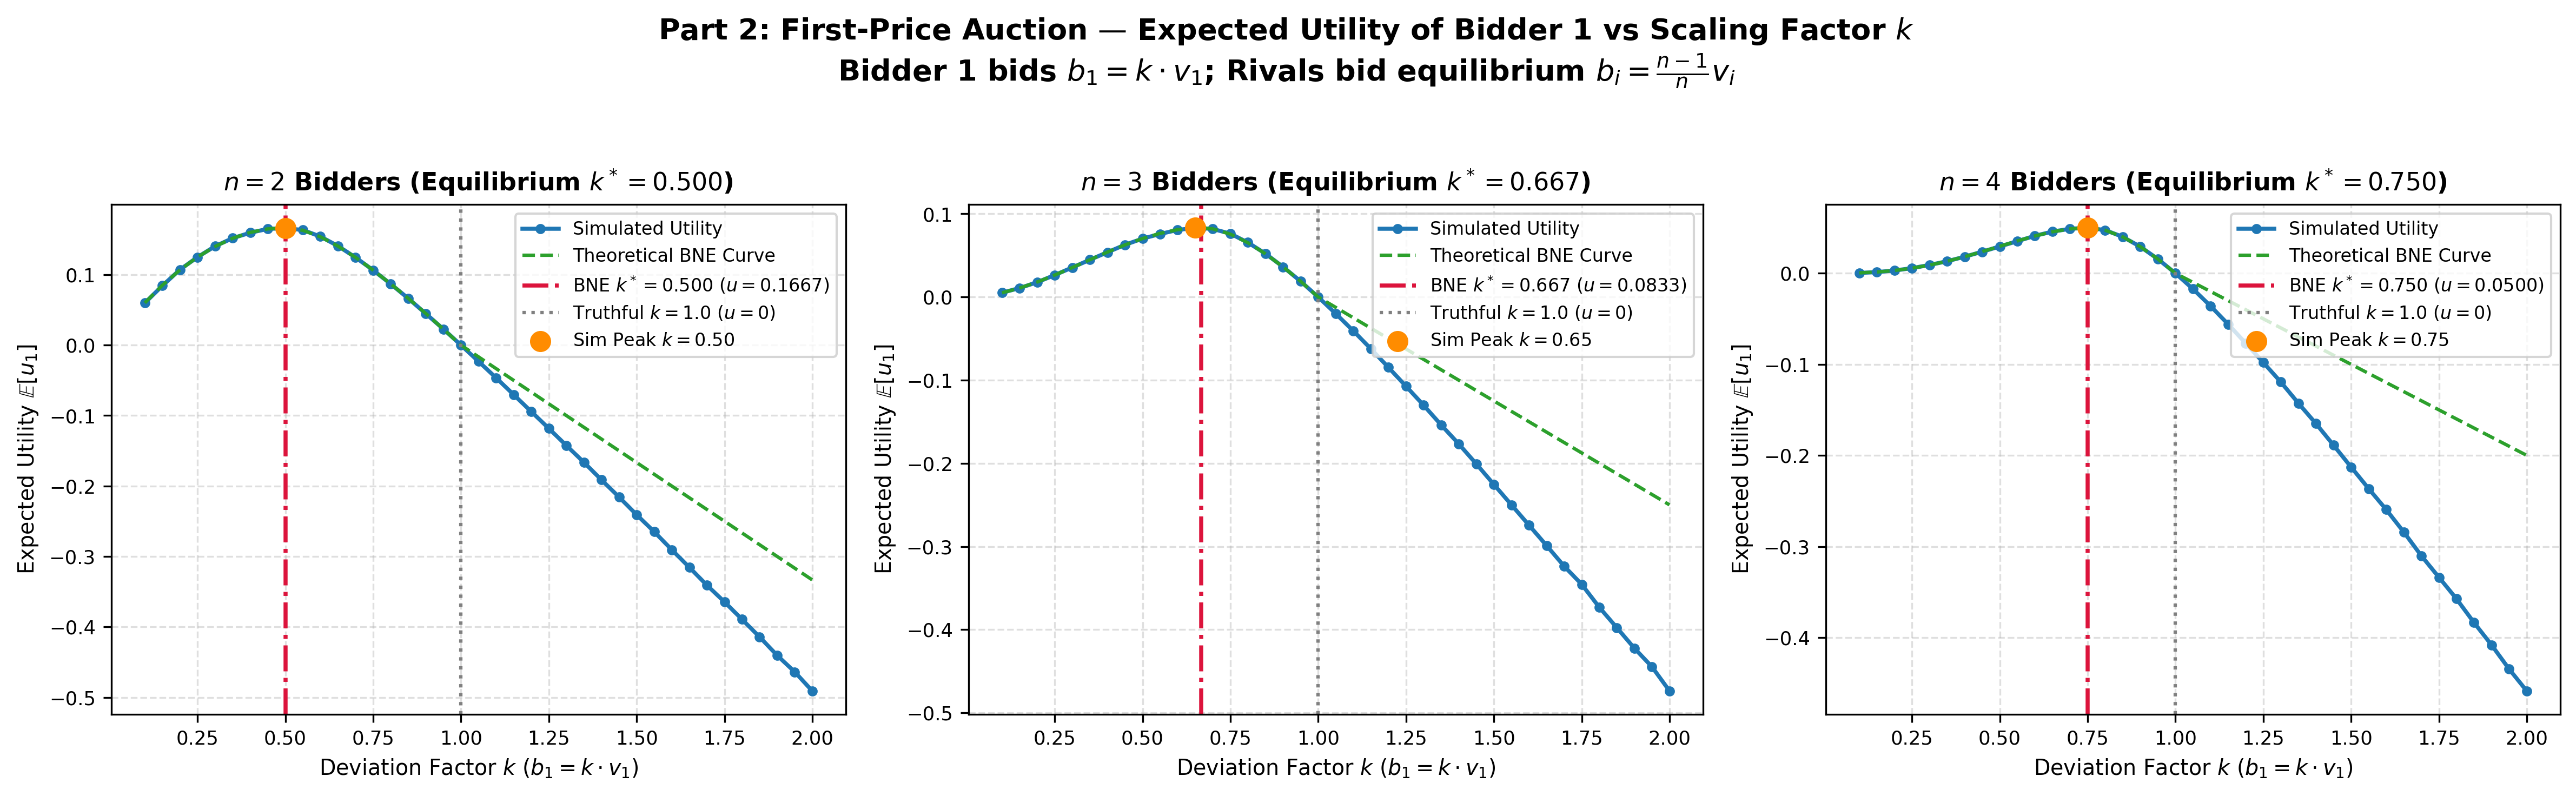 Part 2: First-Price Auction — Expected Utility of Bidder 1 vs Scaling Factor k
Bidder 1 bids b₁ = k · v₁; Rivals bid equilibrium bᵢ = (n − 1)/n vᵢ
n = 2 Bidders (Equilibrium k* = 0.500)
Expected Utility 𝔼[u₁]
0.1
0.0
−0.1
−0.2
−0.3
−0.4
−0.5
Simulated Utility
Theoretical BNE Curve
BNE k* = 0.500 (u = 0.1667)
Truthful k = 1.0 (u = 0)
Sim Peak k = 0.50
0.25 0.50 0.75 1.00 1.25 1.50 1.75 2.00
Deviation Factor k (b₁ = k · v₁)
n = 3 Bidders (Equilibrium k* = 0.667)
Expected Utility 𝔼[u₁]
0.1
0.0
−0.1
−0.2
−0.3
−0.4
−0.5
Simulated Utility
Theoretical BNE Curve
BNE k* = 0.667 (u = 0.0833)
Truthful k = 1.0 (u = 0)
Sim Peak k = 0.65
0.25 0.50 0.75 1.00 1.25 1.50 1.75 2.00
Deviation Factor k (b₁ = k · v₁)
n = 4 Bidders (Equilibrium k* = 0.750)
Expected Utility 𝔼[u₁]
0.0
−0.1
−0.2
−0.3
−0.4
Simulated Utility
Theoretical BNE Curve
BNE k* = 0.750 (u = 0.0500)
Truthful k = 1.0 (u = 0)
Sim Peak k = 0.75
0.25 0.50 0.75 1.00 1.25 1.50 1.75 2.00
Deviation Factor k (b₁ = k · v₁)